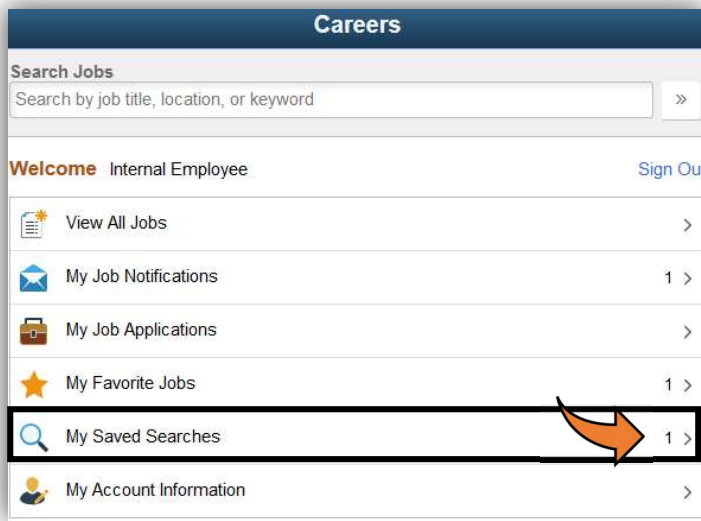 Careers
Search Jobs
Search by job title, location, or keyword »
Welcome Internal Employee Sign Ou
View All Jobs >
My Job Notifications 1 >
My Job Applications >
My Favorite Jobs 1 >
My Saved Searches 1 >
My Account Information >